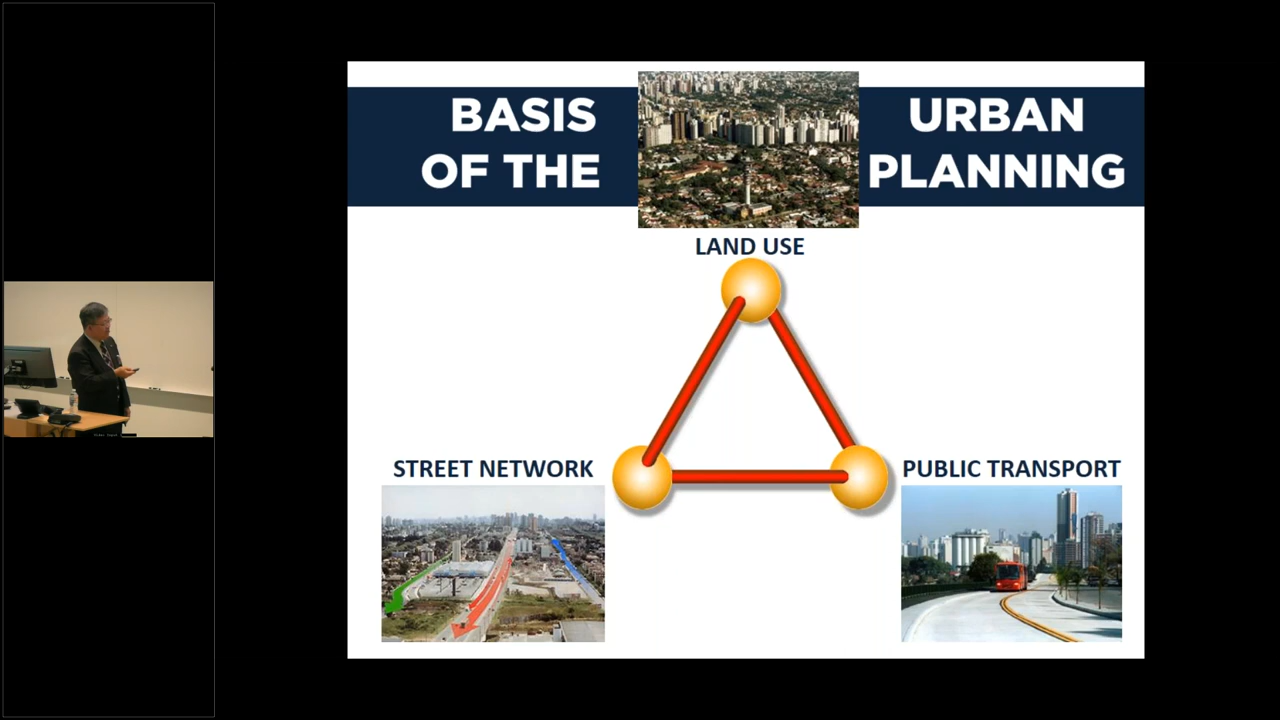 BASIS
OF THE
URBAN
PLANNING
LAND USE
STREET NETWORK
PUBLIC TRANSPORT